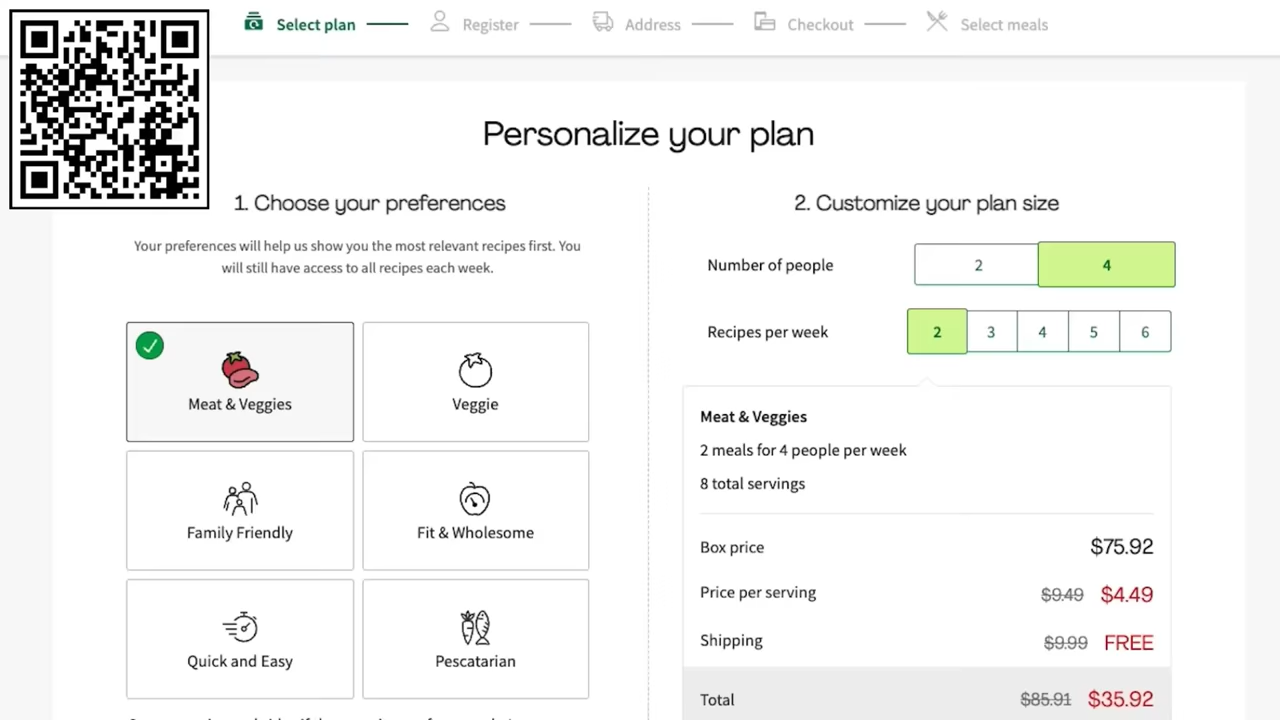 Select plan
Register
Address
Checkout
Select meals
Personalize your plan
1. Choose your preferences
Your preferences will help us show you the most relevant recipes first. You
will still have access to all recipes each week.
Meat & Veggies
Veggie
Family Friendly
Fit & Wholesome
Quick and Easy
Pescatarian
2. Customize your plan size
Number of people 2 4
Recipes per week 2 3 4 5 6
Meat & Veggies
2 meals for 4 people per week
8 total servings
Box price $75.92
Price per serving $9.49 $4.49
Shipping $9.99 FREE
Total $85.91 $35.92